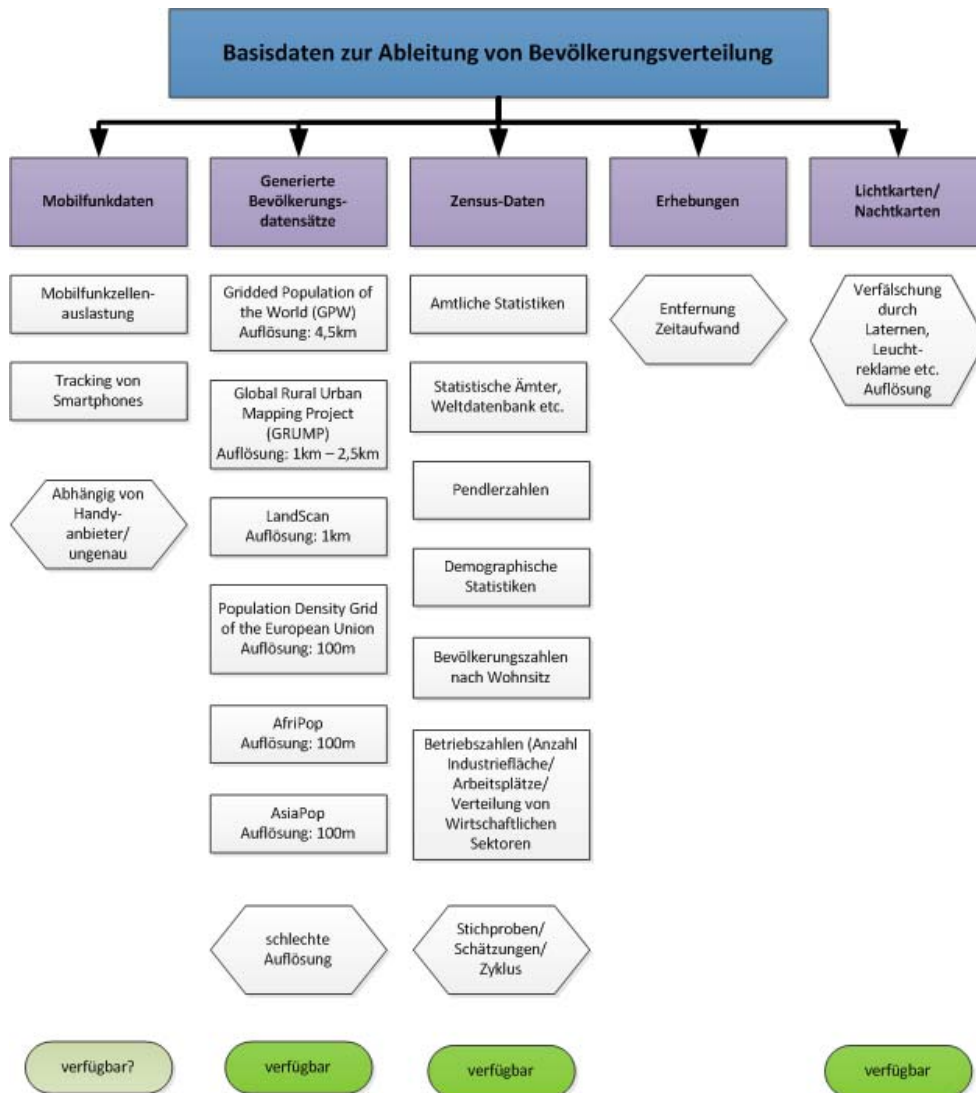 Basisdaten zur Ableitung von Bevölkerungsverteilung
Mobilfunkdaten
Mobilfunkzellen-
auslastung
Tracking von
Smartphones
Abhängig von
Handy-
anbieter/
ungenau
verfügbar?
Generierte
Bevölkerungs-
datensätze
Gridded Population of
the World (GPW)
Auflösung: 4,5km
Global Rural Urban
Mapping Project
(GRUMP)
Auflösung: 1km – 2,5km
LandScan
Auflösung: 1km
Population Density Grid
of the European Union
Auflösung: 100m
AfriPop
Auflösung: 100m
AsiaPop
Auflösung: 100m
schlechte
Auflösung
verfügbar
Zensus-Daten
Amtliche Statistiken
Statistische Ämter,
Weltdatenbank etc.
Pendlerzahlen
Demographische
Statistiken
Bevölkerungszahlen
nach Wohnsitz
Betriebszahlen (Anzahl
Industriefläche/
Arbeitsplätze/
Verteilung von
Wirtschaftlichen
Sektoren
Stichproben/
Schätzungen/
Zyklus
verfügbar
Erhebungen
Entfernung
Zeitaufwand
Lichtkarten/
Nachtkarten
Verfälschung
durch
Laternen,
Leucht-
reklame etc.
Auflösung
verfügbar